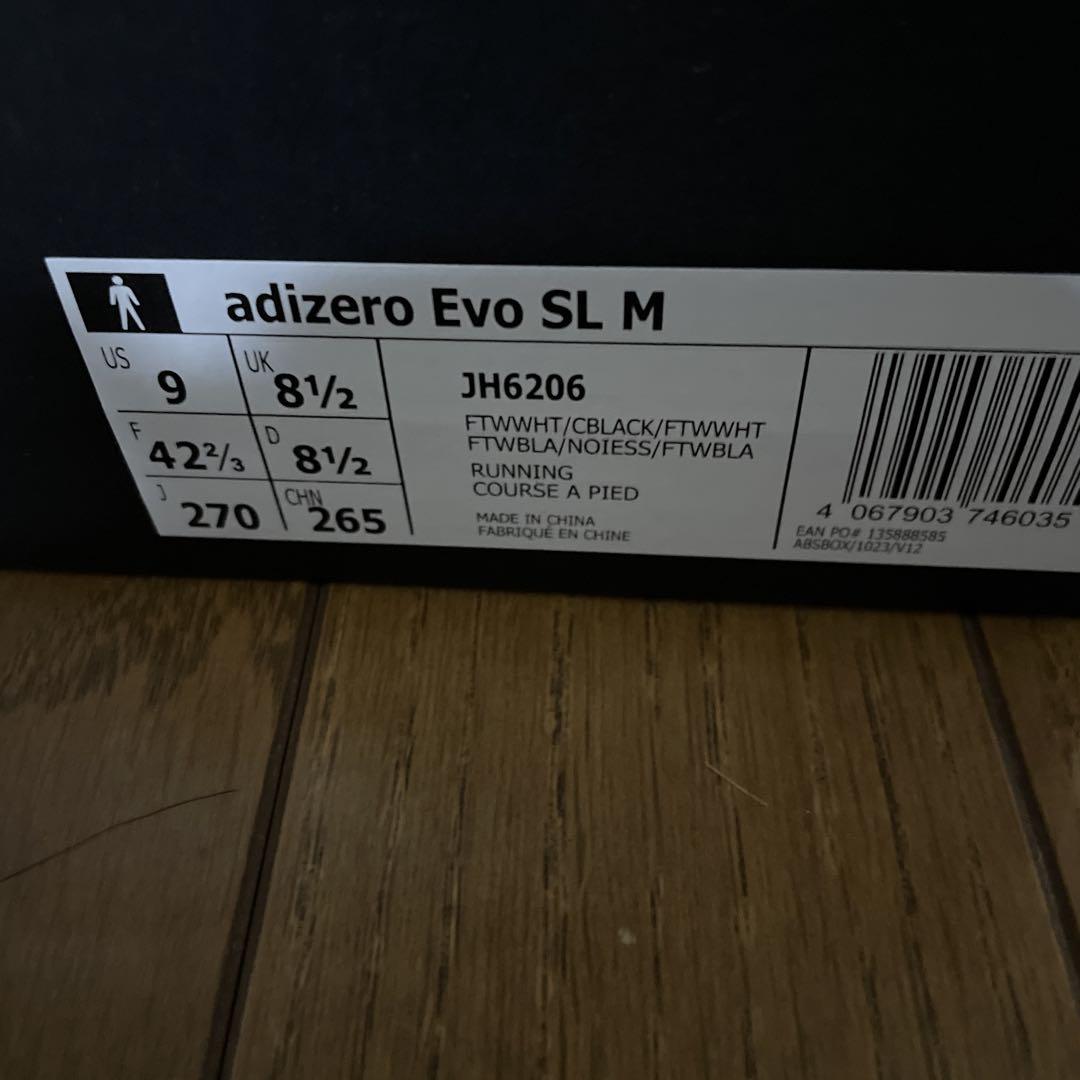 adizero Evo SL M
US 9 UK 8½
F 42⅔ D 8½
J 270 CHN 265
JH6206
FTWWHT/CBLACK/FTWWHT
FTWBLA/NOIESS/FTWBLA
RUNNING
COURSE A PIED
MADE IN CHINA
FABRIQUÉ EN CHINE
4 067903 746035
EAN PO# 135888585
ABSBOX/1023/V12